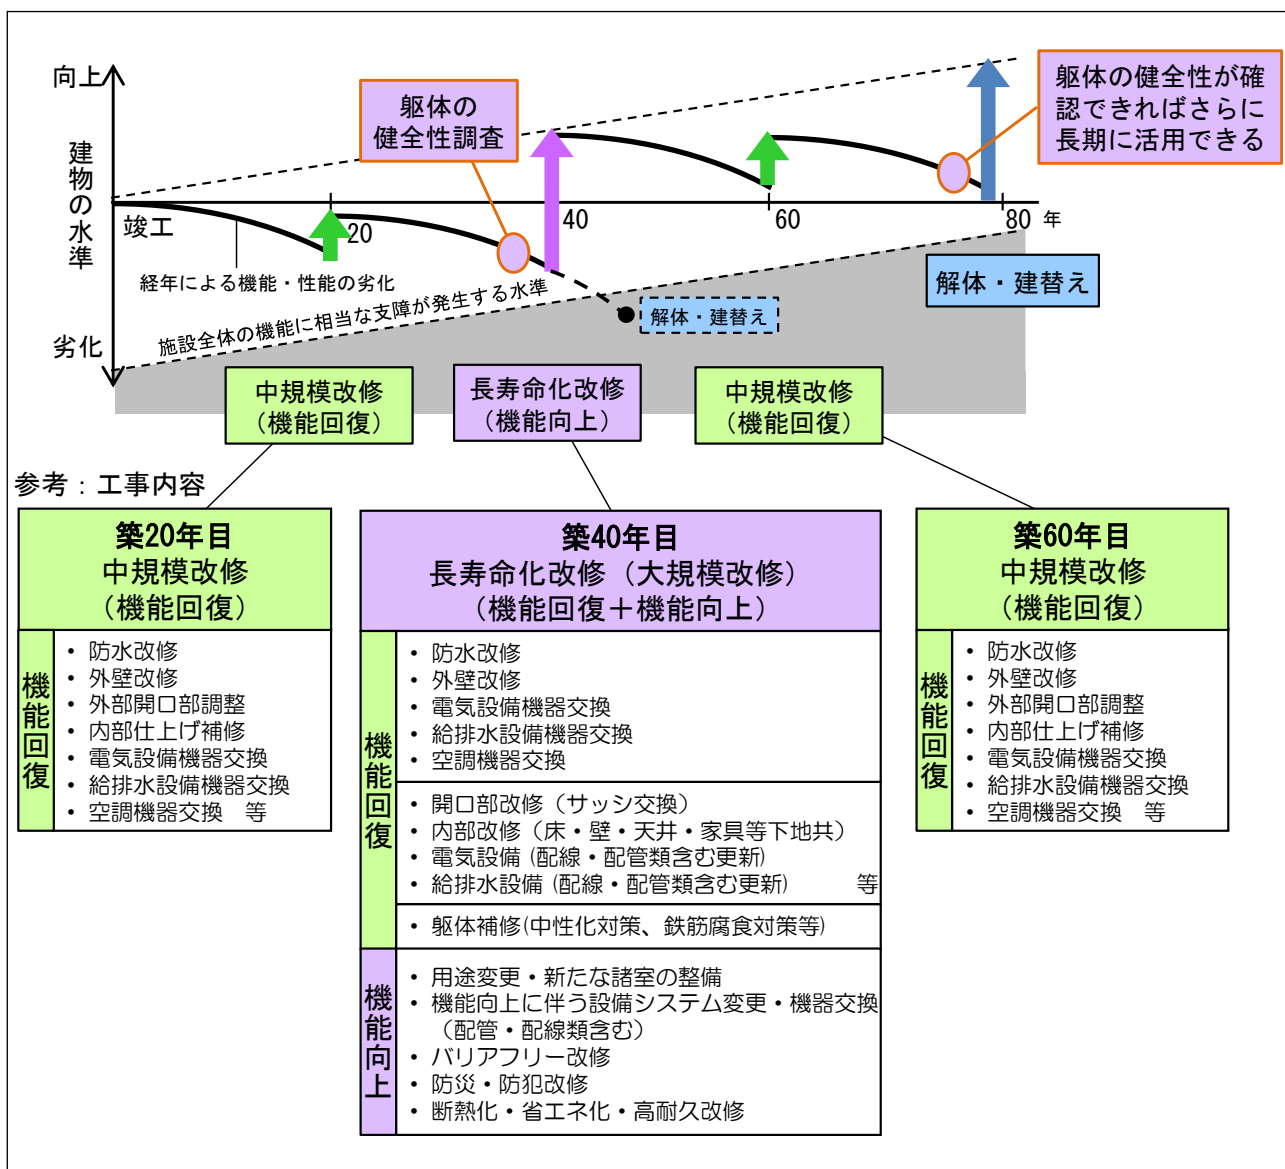 向上
建物の水準
劣化
躯体の
健全性調査
躯体の健全性が確
認できればさらに
長期に活用できる
竣工
20
40
60
80
年
経年による機能・性能の劣化
施設全体の機能に相当な支障が発生する水準
解体・建替え
解体・建替え
中規模改修
(機能回復)
長寿命化改修
(機能向上)
中規模改修
(機能回復)
参考：工事内容
築20年目
中規模改修
(機能回復)
機能回復
• 防水改修
• 外壁改修
• 外部開口部調整
• 内部仕上げ補修
• 電気設備機器交換
• 給排水設備機器交換
• 空調機器交換　等
築40年目
長寿命化改修（大規模改修）
(機能回復＋機能向上)
機能回復
• 防水改修
• 外壁改修
• 電気設備機器交換
• 給排水設備機器交換
• 空調機器交換
• 開口部改修（サッシ交換）
• 内部改修（床・壁・天井・家具等下地共）
• 電気設備(配線・配管類含む更新)
• 給排水設備(配線・配管類含む更新)　　　等
• 躯体補修(中性化対策、鉄筋腐食対策等)
機能向上
• 用途変更・新たな諸室の整備
• 機能向上に伴う設備システム変更・機器交換
（配管・配線類含む）
• バリアフリー改修
• 防災・防犯改修
• 断熱化・省エネ化・高耐久改修
築60年目
中規模改修
(機能回復)
機能回復
• 防水改修
• 外壁改修
• 外部開口部調整
• 内部仕上げ補修
• 電気設備機器交換
• 給排水設備機器交換
• 空調機器交換　等